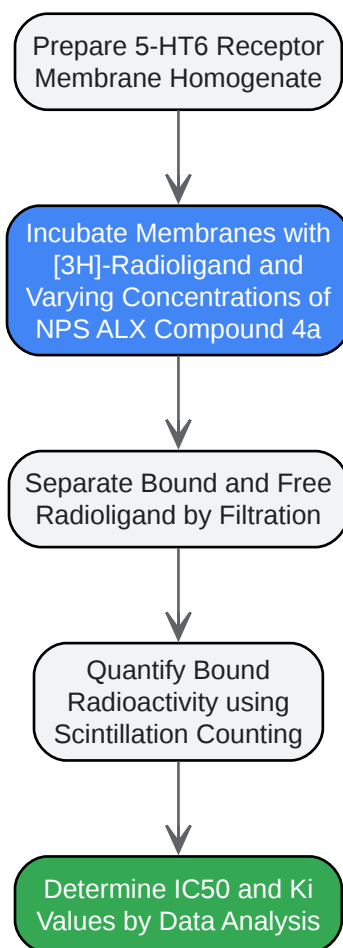 Prepare 5-HT6 Receptor
Membrane Homogenate
Incubate Membranes with
[3H]-Radioligand and
Varying Concentrations of
NPS ALX Compound 4a
Separate Bound and Free
Radioligand by Filtration
Quantify Bound
Radioactivity using
Scintillation Counting
Determine IC50 and Ki
Values by Data Analysis